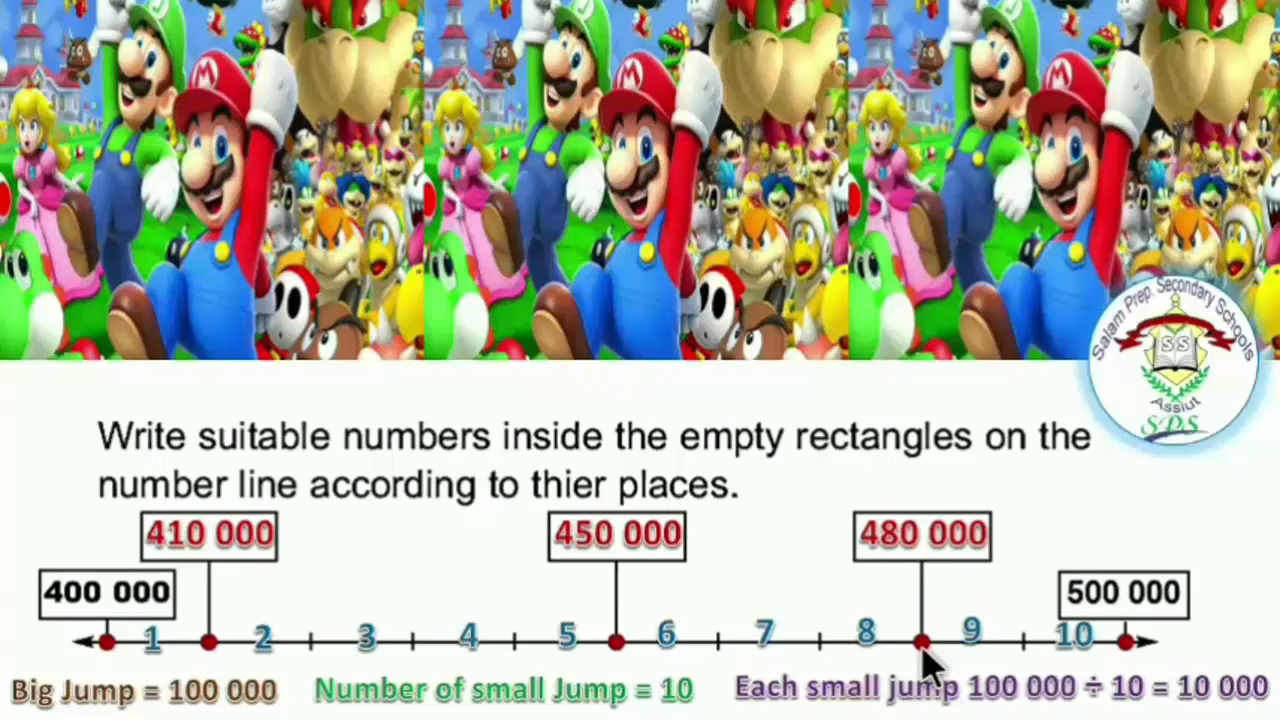 Salam Prep. Secondary Schools
SS
Assiut
SPS
Write suitable numbers inside the empty rectangles on the
number line according to thier places.
410 000 450 000 480 000
400 000 500 000
1 2 3 4 5 6 7 8 9 10
Big Jump = 100 000 Number of small Jump = 10 Each small jump 100 000 ÷ 10 = 10 000